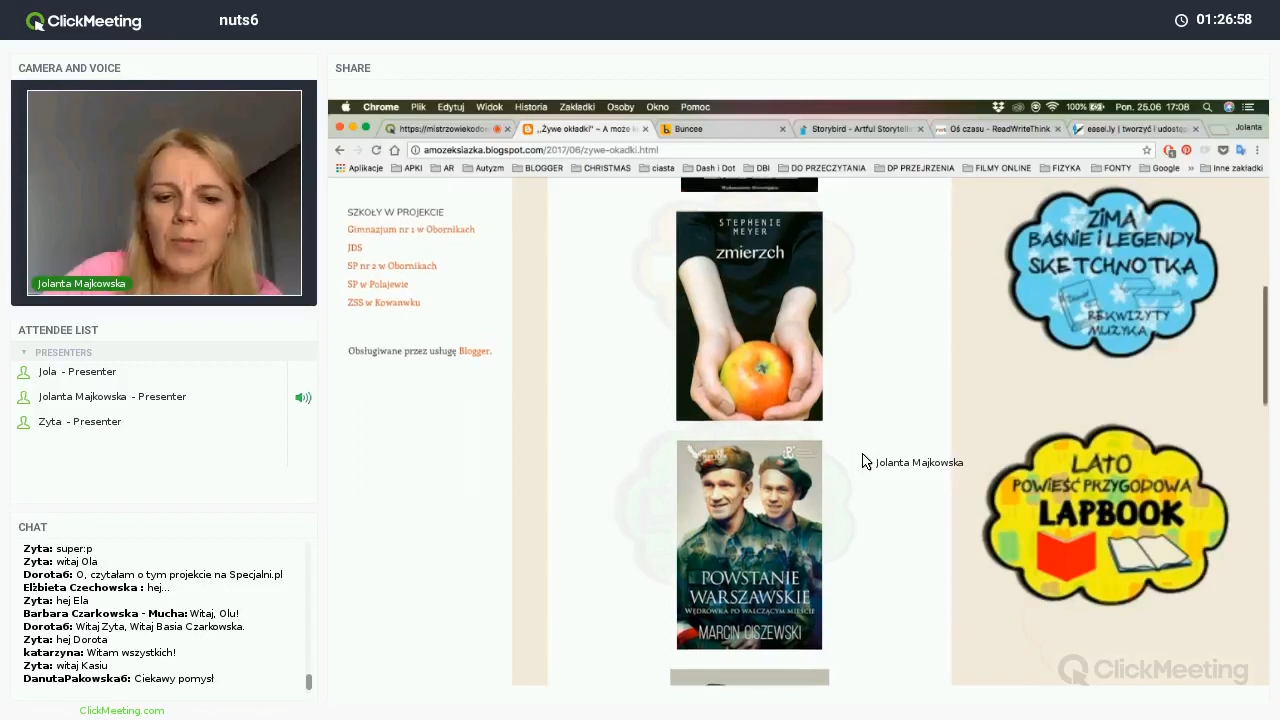 ClickMeeting
nuts6
01:26:58
CAMERA AND VOICE
Jolanta Majkowska
ATTENDEE LIST
PRESENTERS
Jola - Presenter
Jolanta Majkowska - Presenter
Zyta - Presenter
CHAT
Zyta: super:p
Zyta: witaj Ola
Dorota6: O, czytałam o tym projekcie na Specjalni.pl
Elżbieta Czechowska : hej...
Zyta: hej Ela
Barbara Czarkowska - Mucha: Witaj, Olu!
Dorota6: Witaj Zyta, Witaj Basia Czarkowska.
Zyta: hej Dorota
katarzyna: Witam wszystkich!
Zyta: witaj Kasiu
DanutaPakowska6: Ciekawy pomysł
ClickMeeting.com
SHARE
Chrome Plik Edytuj Widok Historia Zakładki Osoby Okno Pomoc
100% Pon. 25.06 17:08
https://mistrzowiekodo
„Żywe okładki" ~ A może k
Buncee
Storybird - Artful Storytell
Oś czasu - ReadWriteThink
easel.ly | tworzyć i udostęp
Jolanta
amozeksiazka.blogspot.com/2017/06/zywe-okadki.html
Aplikacje APKI AR Autyzm BLOGGER CHRISTMAS ciasta Dash i Dot DBI DO PRZECZYTANIA DP PRZEJRZENIA FILMY ONLINE FIZYKA FONTY Google » Inne zakładki
SZKOŁY W PROJEKCIE
Gimnazjum nr 1 w Obornikach
JDS
SP nr 2 w Obornikach
SP w Połajewie
ZSS w Kowanwku
Obsługiwane przez usługę Blogger.
STEPHENIE
MEYER
zmierzch
POWSTANIE
WARSZAWSKIE
WĘDRÓWKA PO WALCZĄCYM MIEŚCIE
MARCIN CISZEWSKI
Jolanta Majkowska
ZIMA
BAŚNIE I LEGENDY
SKETCHNOTKA
REKWIZYTY
MUZYKA
LATO
POWIEŚĆ PRZYGODOWA
LAPBOOK
ClickMeeting